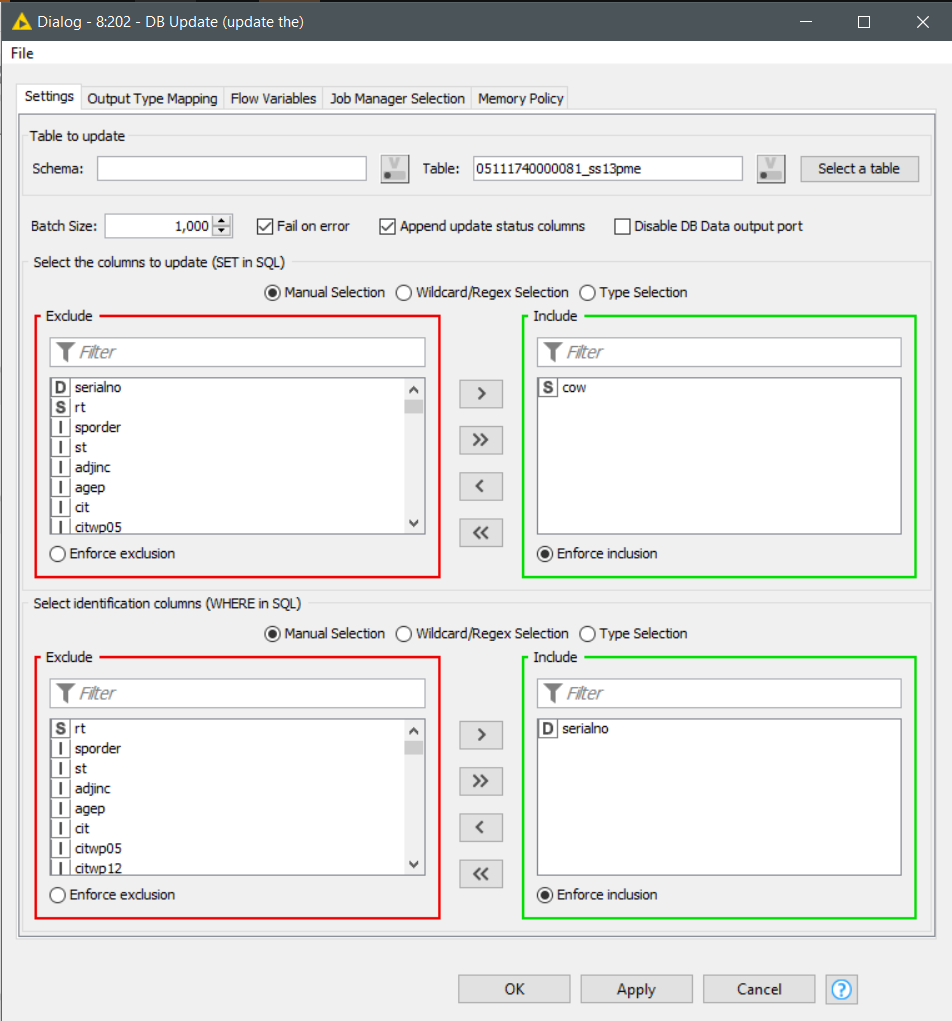 Dialog - 8:202 - DB Update (update the)
File
Settings Output Type Mapping Flow Variables Job Manager Selection Memory Policy
Table to update
Schema: V Table: 05111740000081_ss13pme V Select a table
Batch Size: 1,000 Fail on error Append update status columns Disable DB Data output port
Select the columns to update (SET in SQL)
Manual Selection Wildcard/Regex Selection Type Selection
Exclude
Filter
D serialno
S rt
I sporder
I st
I adjinc
I agep
I cit
I citwp05
Enforce exclusion
>
>>
<
<<
Include
Filter
S cow
Enforce inclusion
Select identification columns (WHERE in SQL)
Manual Selection Wildcard/Regex Selection Type Selection
Exclude
Filter
S rt
I sporder
I st
I adjinc
I agep
I cit
I citwp05
I citwp12
Enforce exclusion
>
>>
<
<<
Include
Filter
D serialno
Enforce inclusion
OK Apply Cancel ?